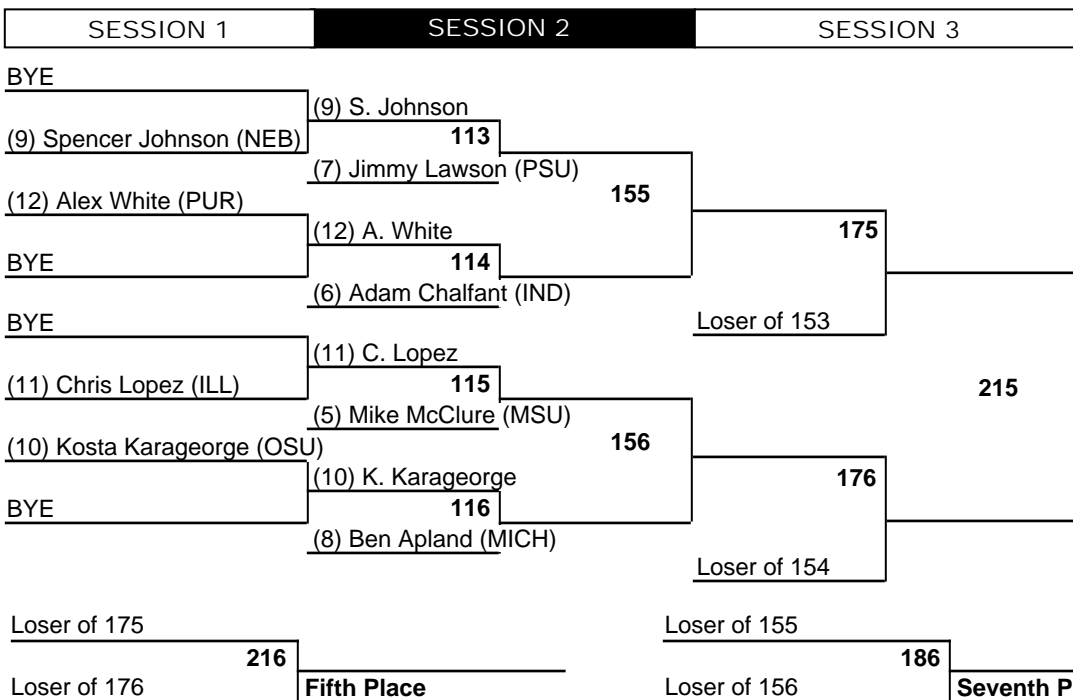 SESSION 1 SESSION 2 SESSION 3
BYE
(9) S. Johnson
(9) Spencer Johnson (NEB) 113
(7) Jimmy Lawson (PSU)
155
(12) Alex White (PUR)
(12) A. White 175
BYE 114
(6) Adam Chalfant (IND)
BYE Loser of 153
(11) C. Lopez
(11) Chris Lopez (ILL) 115 215
(5) Mike McClure (MSU)
(10) Kosta Karageorge (OSU) 156
(10) K. Karageorge 176
BYE 116
(8) Ben Apland (MICH)
Loser of 154
Loser of 175 Loser of 155
216 186
Loser of 176 Fifth Place Loser of 156 Seventh P